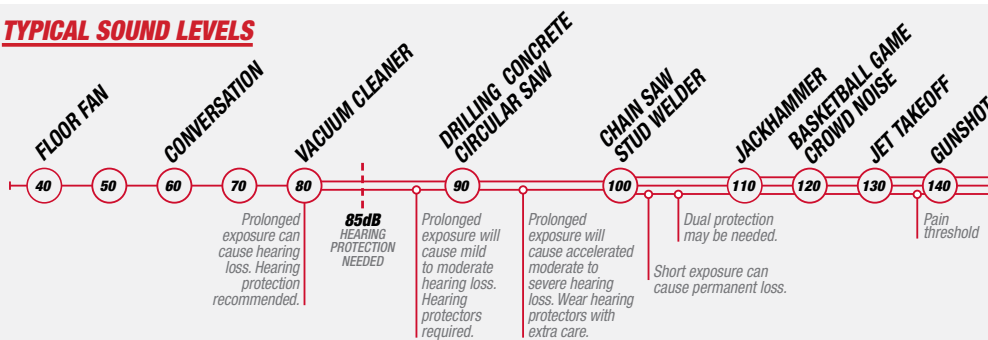 TYPICAL SOUND LEVELS
FLOOR FAN
CONVERSATION
VACUUM CLEANER
DRILLING CONCRETE
CIRCULAR SAW
CHAIN SAW
STUD WELDER
JACKHAMMER
BASKETBALL GAME
CROWD NOISE
JET TAKEOFF
GUNSHOT
40 50 60 70 80 90 100 110 120 130 140
Prolonged
exposure can
cause hearing
loss. Hearing
protection
recommended.
85dB
HEARING
PROTECTION
NEEDED
Prolonged
exposure will
cause mild
to moderate
hearing loss.
Hearing
protectors
required.
Prolonged
exposure will
cause accelerated
moderate to
severe hearing
loss. Wear hearing
protectors with
extra care.
Short exposure can
cause permanent loss.
Dual protection
may be needed.
Pain
threshold